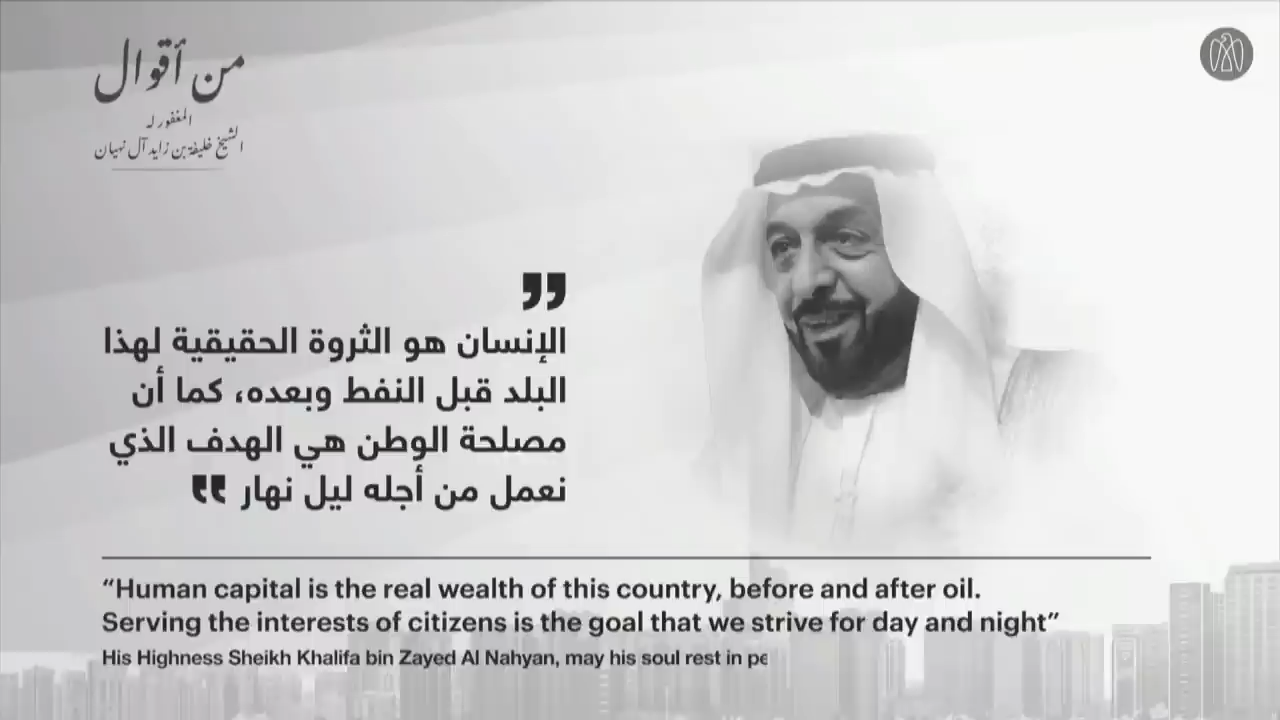 من أقوال
المغفور لـ
الشيخ خليفة بن زايد آل نهيان
”
الإنسان هو الثروة الحقيقية لهذا
البلد قبل النفط وبعده، كما أن
مصلحة الوطن هي الهدف الذي
نعمل من أجله ليل نهار “
“Human capital is the real wealth of this country, before and after oil.
Serving the interests of citizens is the goal that we strive for day and night”
His Highness Sheikh Khalifa bin Zayed Al Nahyan, may his soul rest in pe